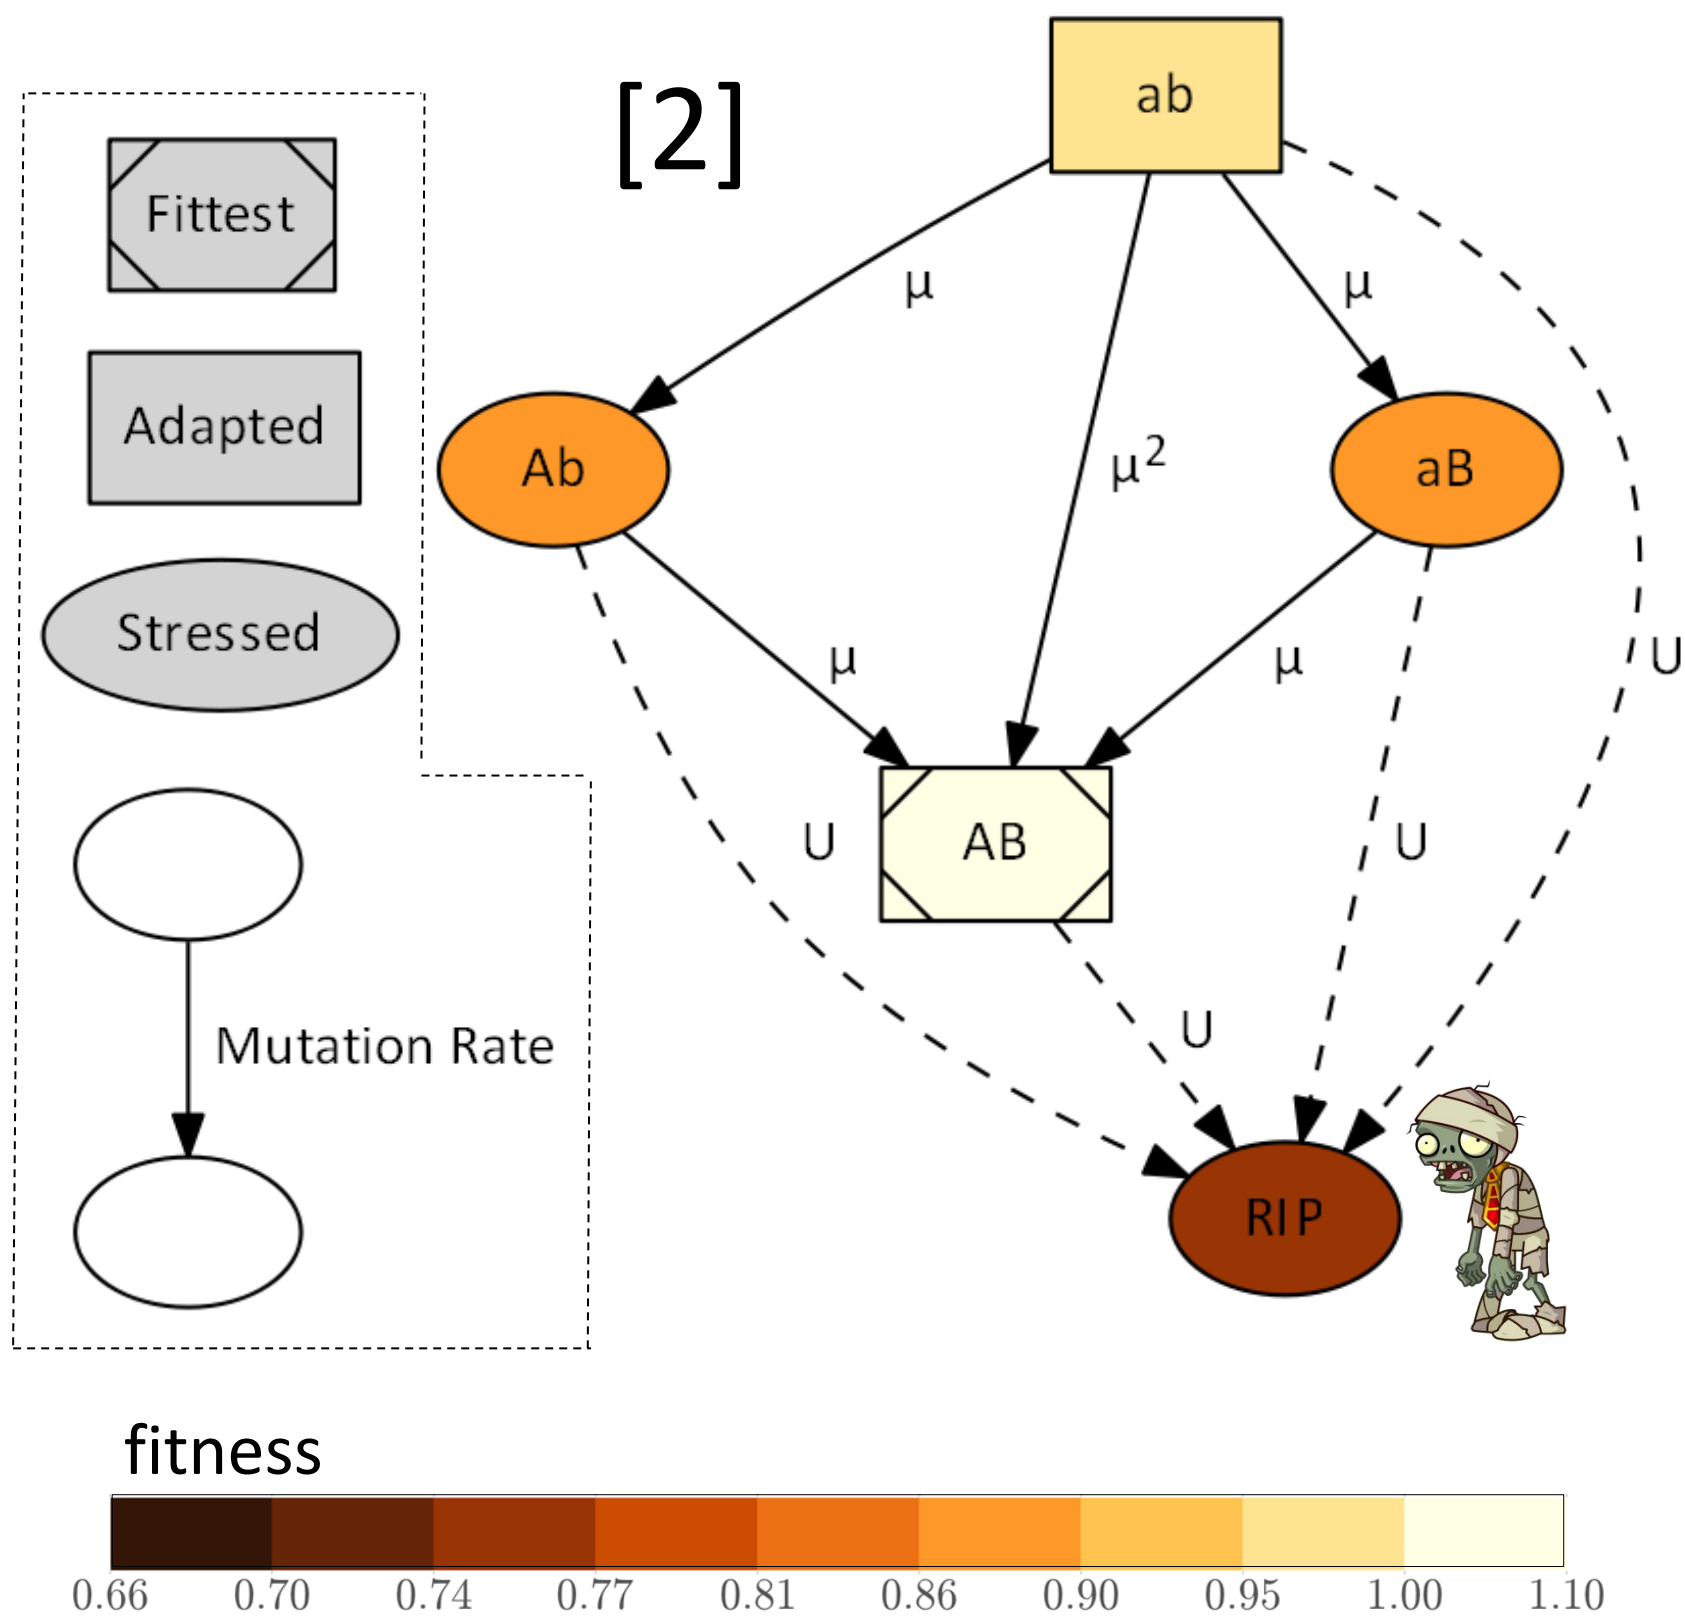 [2]
ab
Fittest
Adapted
Stressed
Mutation Rate
μ
μ
Ab
μ²
aB
μ
μ
U
U
AB
U
U
RIP
fitness
0.66 0.70 0.74 0.77 0.81 0.86 0.90 0.95 1.00 1.10